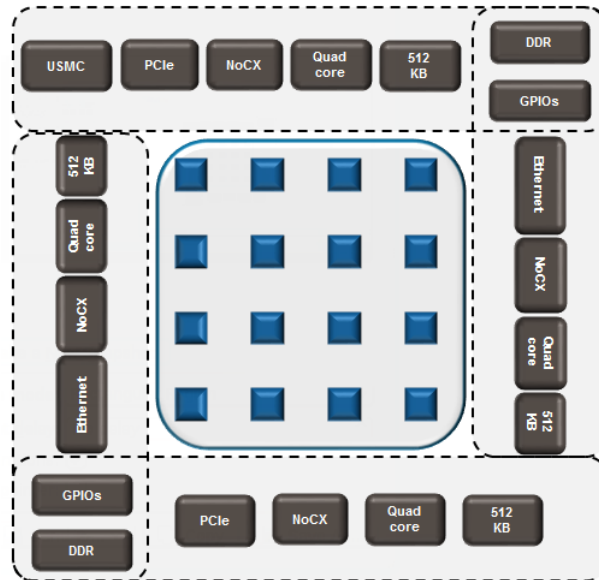 USMC
PCIe
NoCX
Quad
core
512
KB
DDR
GPIOs
512
KB
Quad
core
NoCX
Ethernet
Ethernet
NoCX
Quad
core
512
KB
GPIOs
DDR
PCIe
NoCX
Quad
core
512
KB